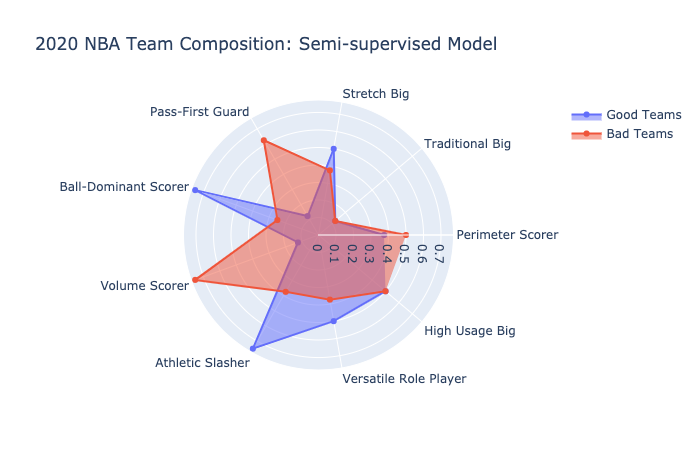 2020 NBA Team Composition: Semi-supervised Model
Stretch Big
Pass-First Guard
Good Teams
Bad Teams
Traditional Big
Ball-Dominant Scorer
Perimeter Scorer
0
0.1
0.2
0.3
0.4
0.5
0.6
0.7
Volume Scorer
High Usage Big
Athletic Slasher
Versatile Role Player